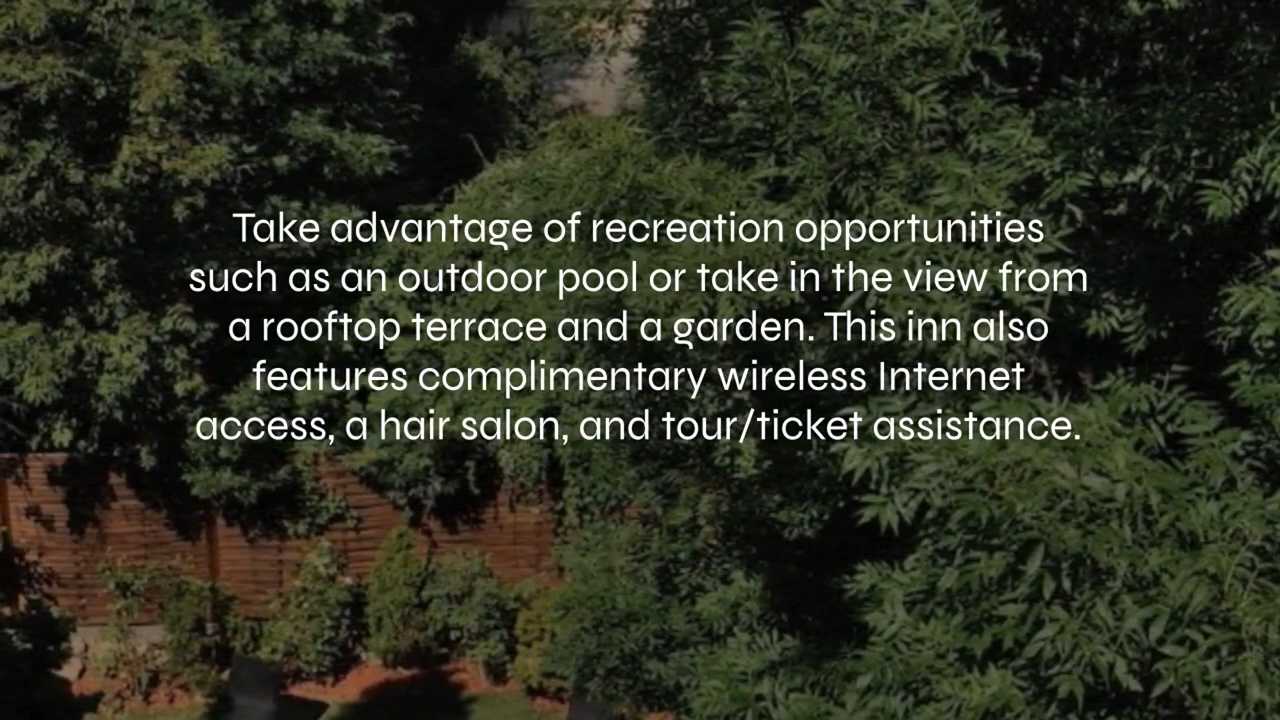 Take advantage of recreation opportunities
such as an outdoor pool or take in the view from
a rooftop terrace and a garden. This inn also
features complimentary wireless Internet
access, a hair salon, and tour/ticket assistance.